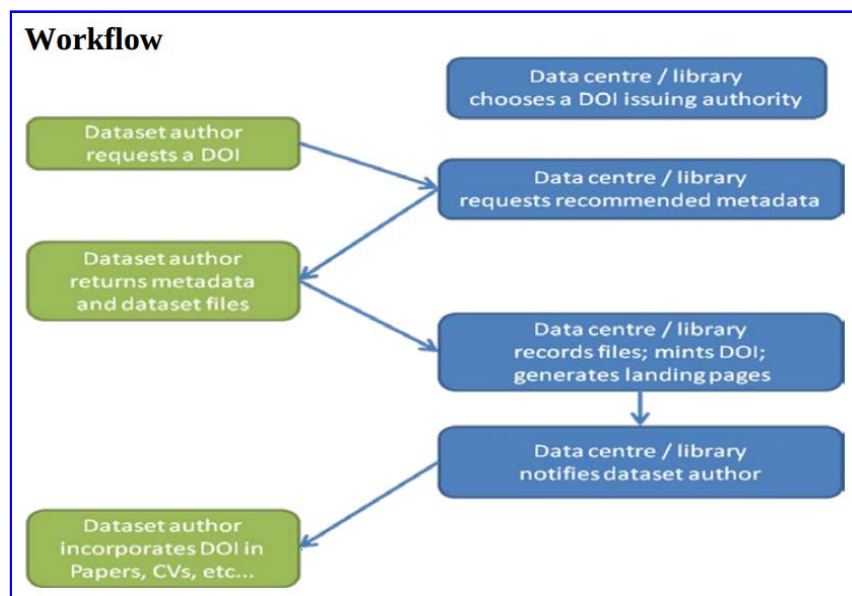 Workflow
Data centre / library
chooses a DOI issuing authority
Dataset author
requests a DOI
Data centre / library
requests recommended metadata
Dataset author
returns metadata
and dataset files
Data centre / library
records files; mints DOI;
generates landing pages
Data centre / library
notifies dataset author
Dataset author
incorporates DOI in
Papers, CVs, etc...